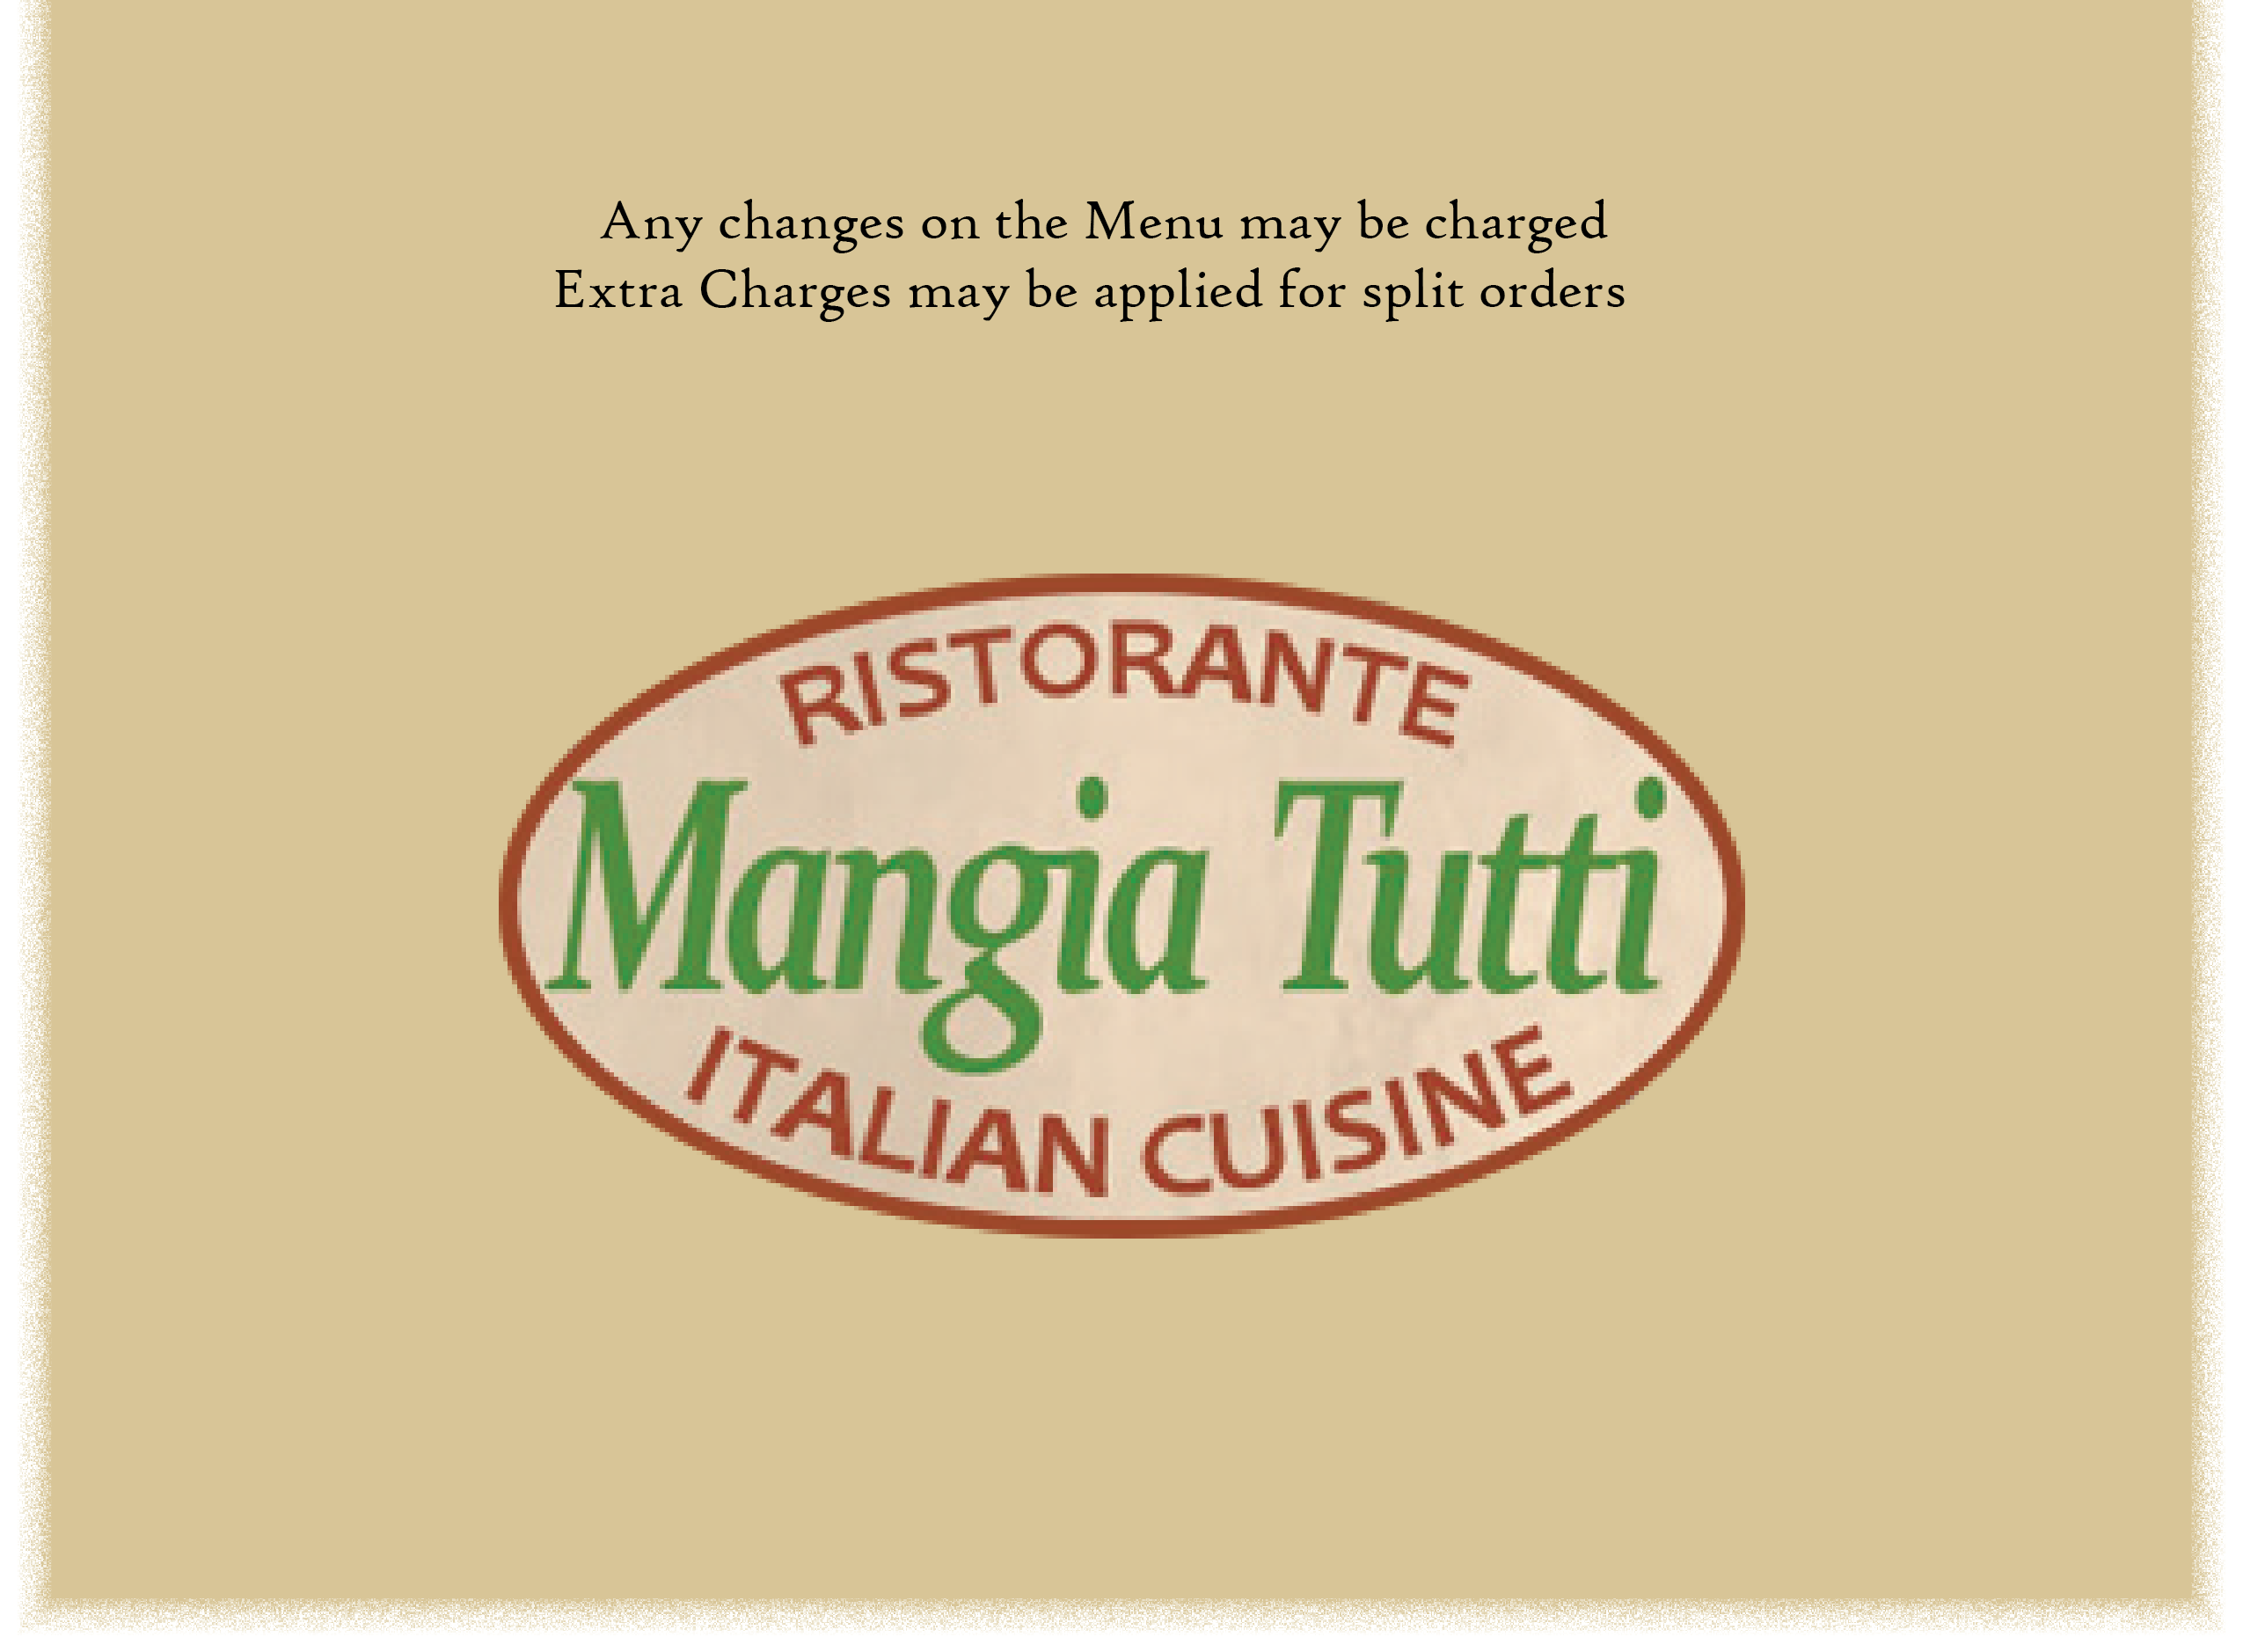 Any changes on the Menu may be charged
Extra Charges may be applied for split orders
RISTORANTE
Mangia Tutti
ITALIAN CUISINE